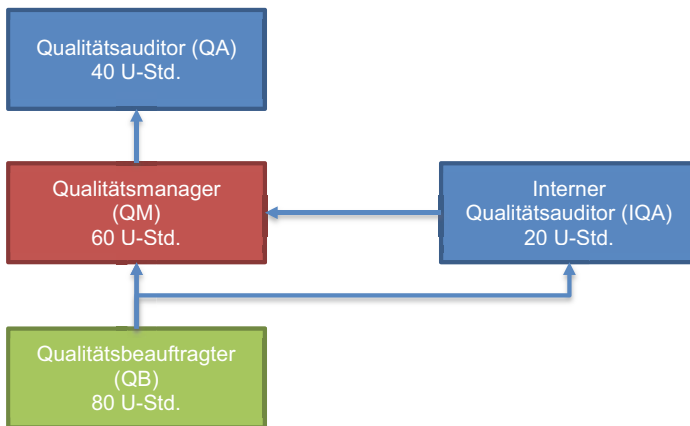 Qualitätsauditor (QA)
40 U-Std.
Qualitätsmanager
(QM)
60 U-Std.
Interner
Qualitätsauditor (IQA)
20 U-Std.
Qualitätsbeauftragter
(QB)
80 U-Std.